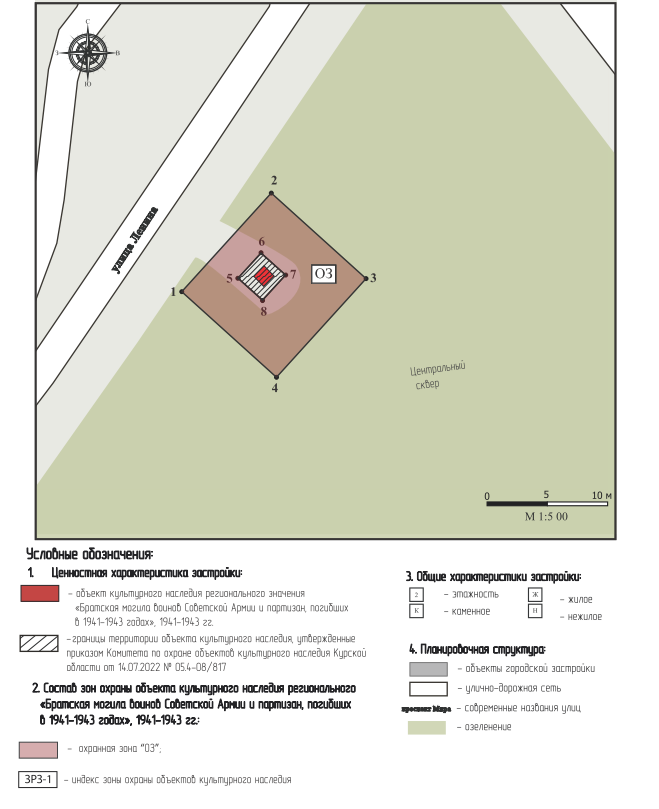 С
З
В
Ю
улица Ленина
2
6
1
5
7
ОЗ
3
8
4
Центральный
сквер
0 5 10 м
М 1:5 00
Условные обозначения:
1. Ценностная характеристика застройки:
– объект культурного наследия регионального значения
«Братская могила воинов Советской Армии и партизан, погибших
в 1941–1943 годах», 1941–1943 гг.
–границы территории объекта культурного наследия, утвержденные
приказом Комитета по охране объектов культурного наследия Курской
области от 14.07.2022 № 05.4–08/817
2. Состав зон охраны объекта культурного наследия регионального
«Братская могила воинов Советской Армии и партизан, погибших
в 1941–1943 годах», 1941–1943 гг.:
– охранная зона "ОЗ";
ЗРЗ-1 – индекс зоны охраны объектов культурного наследия
3. Общие характеристики застройки:
2 – этажность
Ж – жилое
К – каменное
Н – нежилое
4. Планировочная структура:
– объекты городской застройки
– улично–дорожная сеть
проспект Мира – современные названия улиц
– озеленение